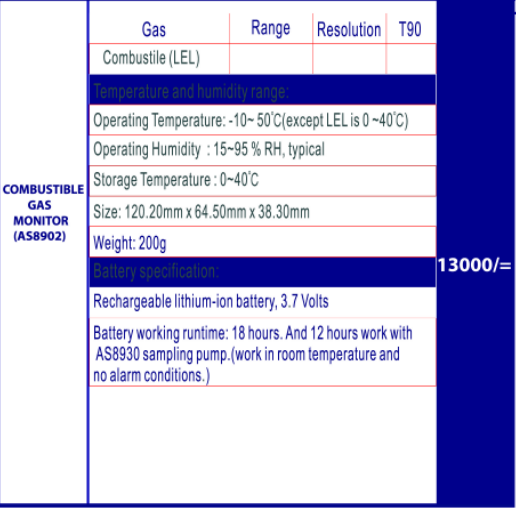 Gas Range Resolution T90
Combustile (LEL)
Temperature and humidity range:
Operating Temperature: -10~ 50℃(except LEL is 0 ~40℃)
Operating Humidity : 15~95 % RH, typical
Storage Temperature : 0~40℃
Size: 120.20mm x 64.50mm x 38.30mm
Weight: 200g
Battery specification:
Rechargeable lithium-ion battery, 3.7 Volts
Battery working runtime: 18 hours. And 12 hours work with
AS8930 sampling pump.(work in room temperature and
no alarm conditions.)
COMBUSTIBLE
GAS
MONITOR
(AS8902)
13000/=